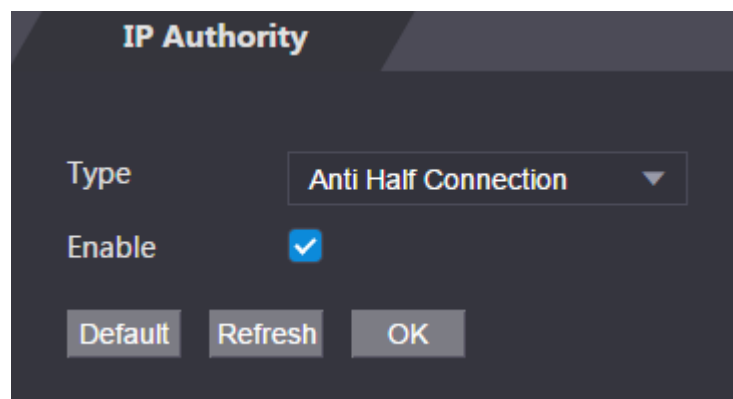 IP Authority
Type Anti Half Connection
Enable
Default Refresh OK